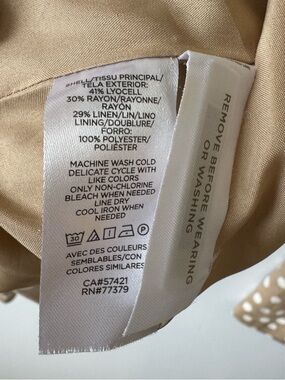 SHELL/TISSU PRINCIPAL/
TELA EXTERIOR:
41% LYOCELL
30% RAYON/RAYONNE/
RAYON
29% LINEN/LIN/LINO
LINING/DOUBLURE/
FORRO:
100% POLYESTER/
POLIÉSTER
MACHINE WASH COLD
DELICATE CYCLE WITH
LIKE COLORS
ONLY NON-CHLORINE
BLEACH WHEN NEEDED
LINE DRY
COOL IRON WHEN
NEEDED
30
P
AVEC DES COULEURS
SEMBLABLES/CON
COLORES SIMILARES
CA#57421
RN#77379
REMOVE BEFORE WEARING
OR WASHING